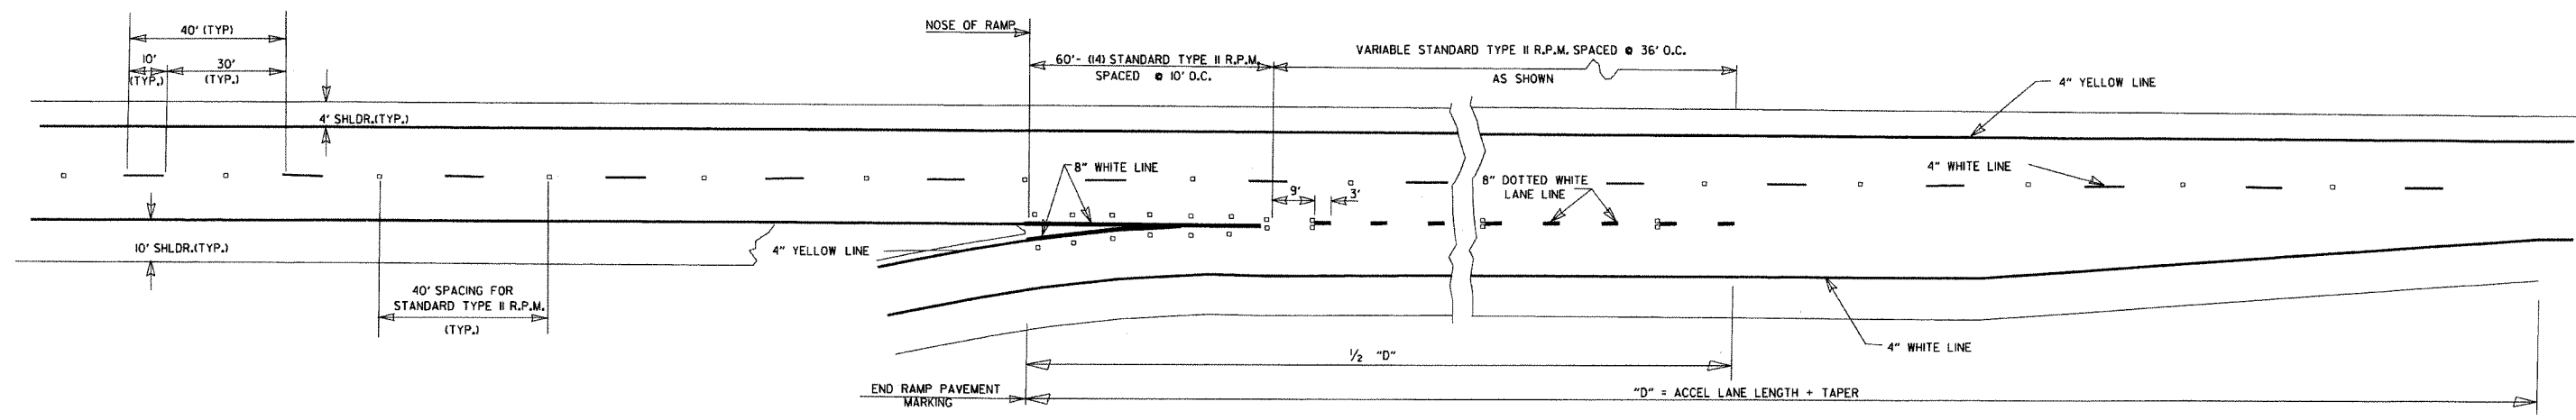 40' (TYP)
10'
(TYP.)
30'
(TYP.)
4' SHLDR.(TYP.)
10' SHLDR.(TYP.)
40' SPACING FOR
STANDARD TYPE II R.P.M.
(TYP.)
NOSE OF RAMP
60'- (14) STANDARD TYPE II R.P.M.
SPACED @ 10' O.C.
VARIABLE STANDARD TYPE II R.P.M. SPACED @ 36' O.C.
AS SHOWN
4" YELLOW LINE
8" WHITE LINE
9'
3'
8" DOTTED WHITE
LANE LINE
4" WHITE LINE
4" YELLOW LINE
4" WHITE LINE
1/2 "D"
END RAMP PAVEMENT
MARKING
"D" = ACCEL LANE LENGTH + TAPER